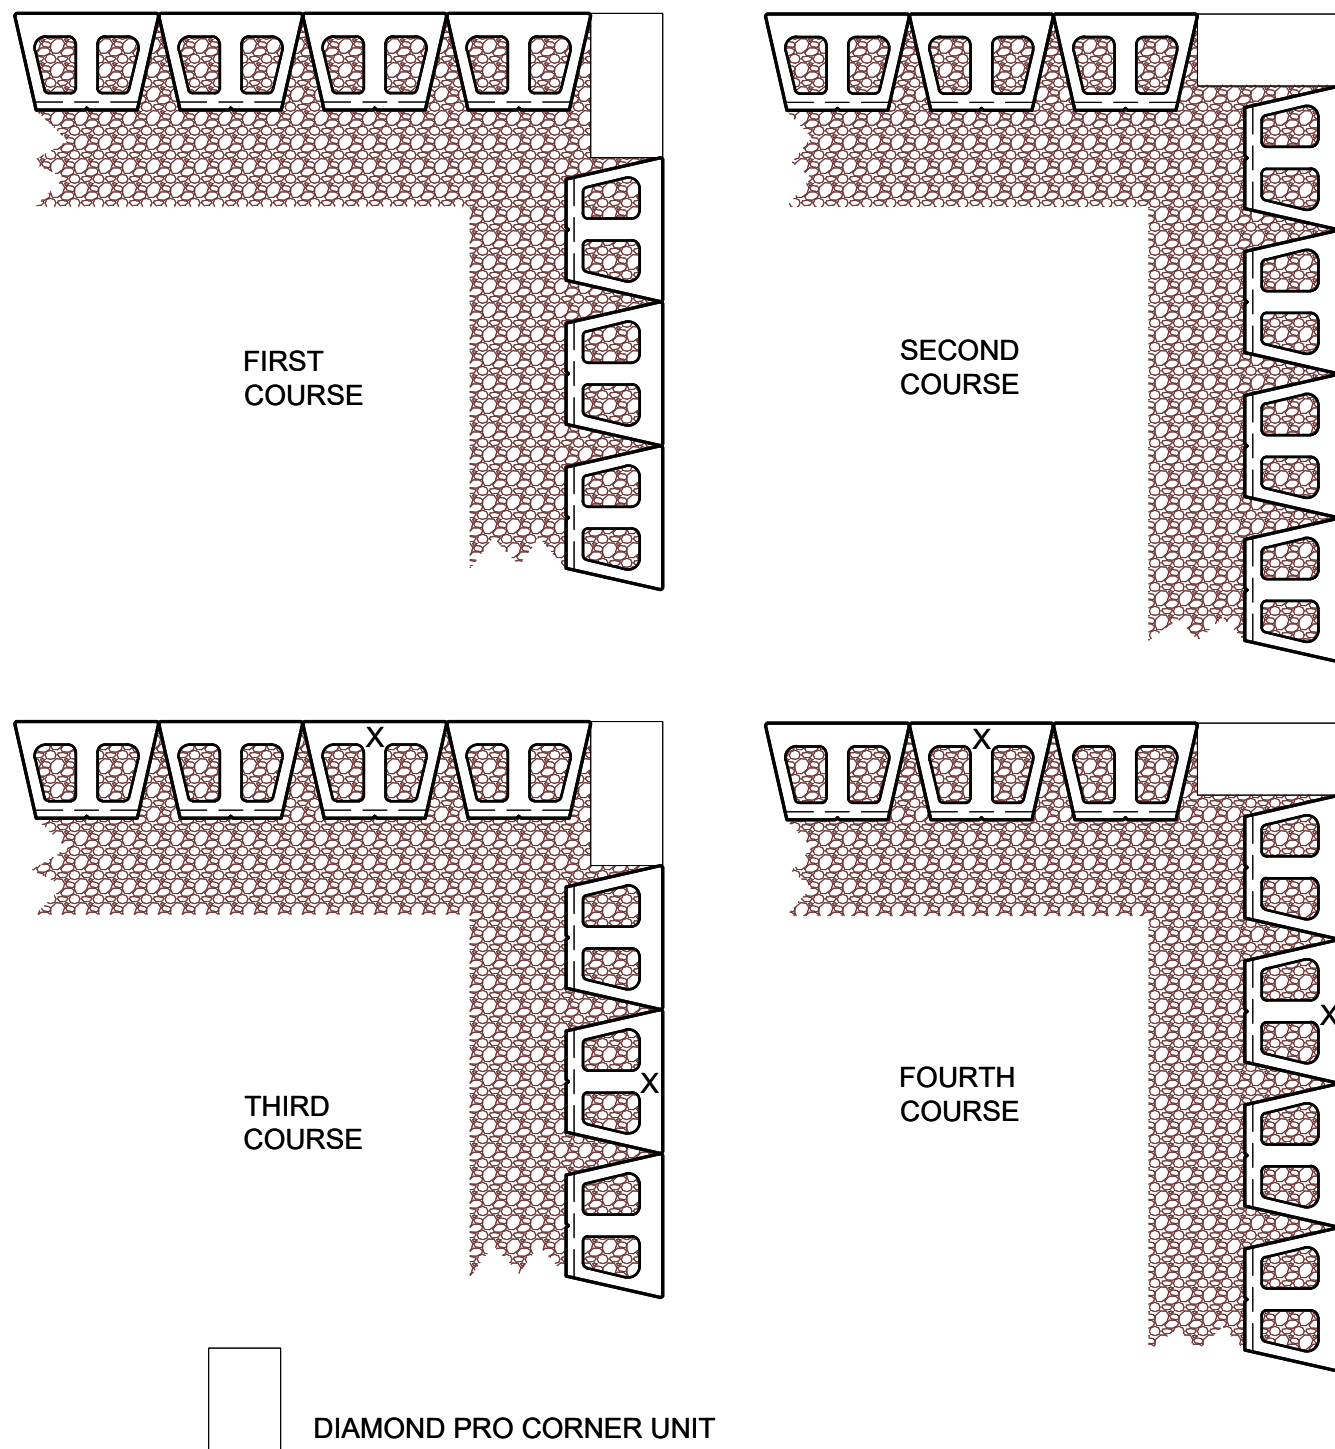 FIRST
COURSE
SECOND
COURSE
X
X
THIRD
COURSE
X
X
FOURTH
COURSE
DIAMOND PRO CORNER UNIT